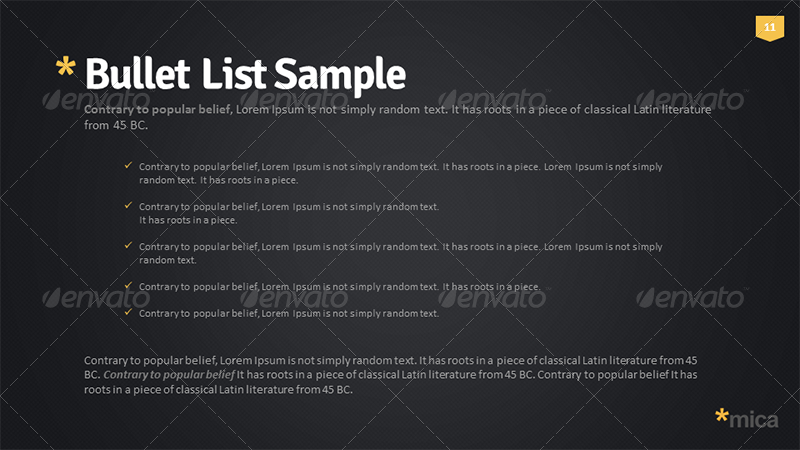 11
* Bullet List Sample
Contrary to popular belief, Lorem Ipsum is not simply random text. It has roots in a piece of classical Latin literature
from 45 BC.
✓ Contrary to popular belief, Lorem Ipsum is not simply random text. It has roots in a piece. Lorem Ipsum is not simply
random text. It has roots in a piece.
✓ Contrary to popular belief, Lorem Ipsum is not simply random text.
It has roots in a piece.
✓ Contrary to popular belief, Lorem Ipsum is not simply random text. It has roots in a piece. Lorem Ipsum is not simply
random text.
✓ Contrary to popular belief, Lorem Ipsum is not simply random text. It has roots in a piece.
✓ Contrary to popular belief, Lorem Ipsum is not simply random text.
Contrary to popular belief, Lorem Ipsum is not simply random text. It has roots in a piece of classical Latin literature from 45
BC. Contrary to popular belief It has roots in a piece of classical Latin literature from 45 BC. Contrary to popular belief It has
roots in a piece of classical Latin literature from 45 BC.
*mica
envato envato envato envato
envato envato envato envato